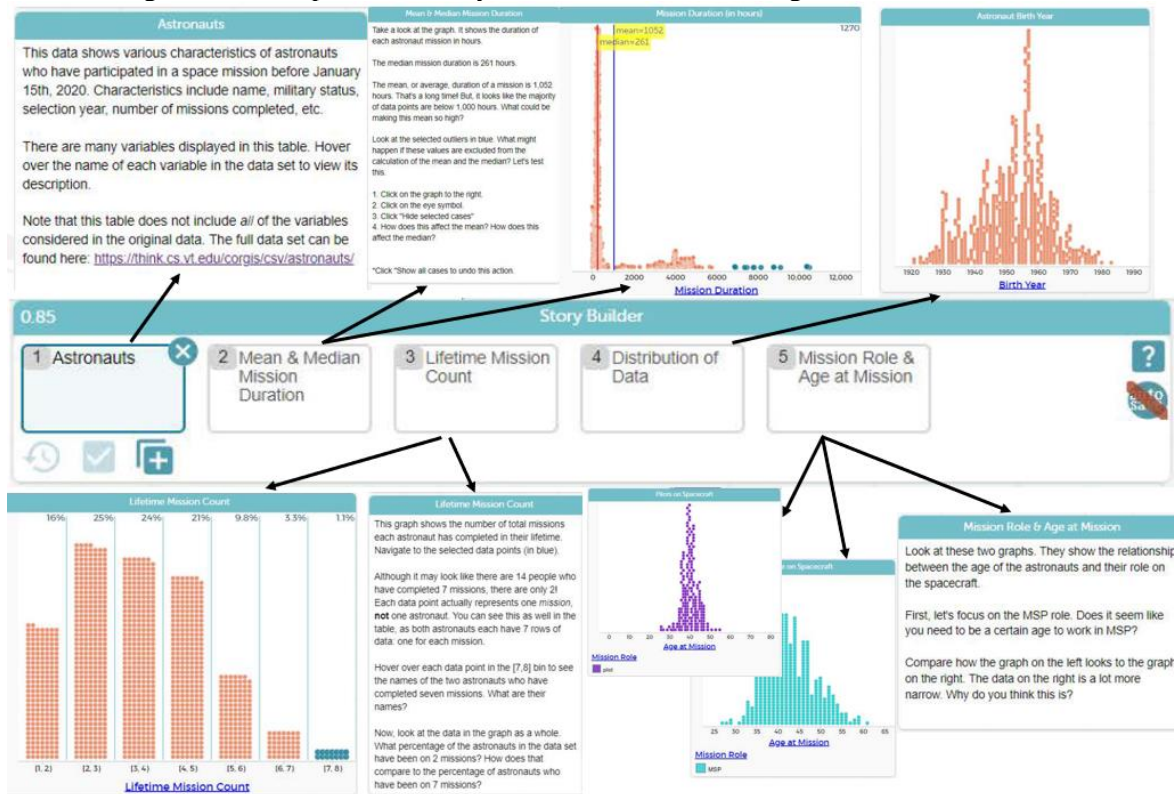 Astronauts
This data shows various characteristics of astronauts
who have participated in a space mission before January
15th, 2020. Characteristics include name, military status,
selection year, number of missions completed, etc.
There are many variables displayed in this table. Hover
over the name of each variable in the data set to view its
description.
Note that this table does not include all of the variables
considered in the original data. The full data set can be
found here: https://think.cs.vt.edu/corgis/csv/astronauts/
Mean & Median Mission Duration
Take a look at the graph. It shows the duration of
each astronaut mission in hours.
The median mission duration is 261 hours.
The mean, or average, duration of a mission is 1,052
hours. That's a long time! But, it looks like the majority
of data points are below 1,000 hours. What could be
making this mean so high?
Look at the selected outliers in blue. What might
happen if these values are excluded from the
calculation of the mean and the median? Let's test
this.
1. Click on the graph to the right.
2. Click on the eye symbol.
3. Click "Hide selected cases"
4. How does this affect the mean? How does this
affect the median?
*Click "Show all cases to undo this action.
Mission Duration (in hours)
mean=1052
median=261
1270
0 2000 4000 6000 8000 10,000 12,000
Mission Duration
Astronaut Birth Year
1920 1930 1940 1950 1960 1970 1980 1990
Birth Year
0.85
Story Builder
1 Astronauts
2 Mean & Median
Mission
Duration
3 Lifetime Mission
Count
4 Distribution of
Data
5 Mission Role &
Age at Mission
?
Lifetime Mission Count
16% 25% 24% 21% 9.8% 3.3% 1.1%
[1, 2) [2, 3) [3, 4) [4, 5) [5, 6) [6, 7) [7, 8)
Lifetime Mission Count
Lifetime Mission Count
This graph shows the number of total missions
each astronaut has completed in their lifetime.
Navigate to the selected data points (in blue).
Although it may look like there are 14 people who
have completed 7 missions, there are only 2!
Each data point actually represents one mission,
not one astronaut. You can see this as well in the
table, as both astronauts each have 7 rows of
data: one for each mission.
Hover over each data point in the [7,8] bin to see
the names of the two astronauts who have
completed seven missions. What are their
names?
Now, look at the data in the graph as a whole.
What percentage of the astronauts in the data set
have been on 2 missions? How does that
compare to the percentage of astronauts who
have been on 7 missions?
Pilots on Spacecraft
0 10 20 30 40 50 60 70 80
Age at Mission
Mission Role
pilot
on Spacecraft
25 30 35 40 45 50 55 60 65
Age at Mission
Mission Role
MSP
Mission Role & Age at Mission
Look at these two graphs. They show the relationship
between the age of the astronauts and their role on
the spacecraft.
First, let's focus on the MSP role. Does it seem like
you need to be a certain age to work in MSP?
Compare how the graph on the left looks to the graph
on the right. The data on the right is a lot more
narrow. Why do you think this is?